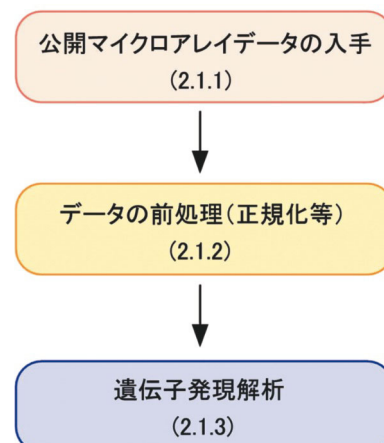 公開マイクロアレイデータの入手
(2.1.1)
データの前処理(正規化等)
(2.1.2)
遺伝子発現解析
(2.1.3)